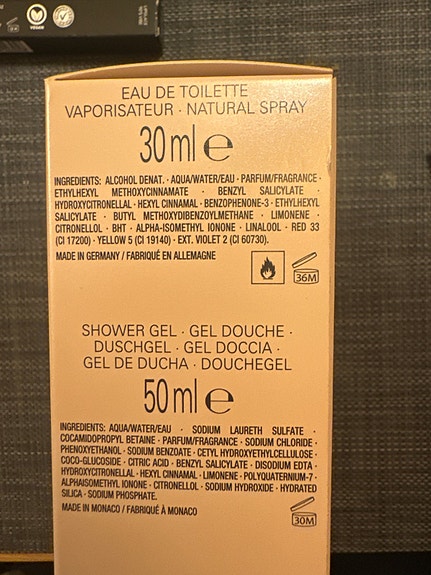 VEGAN
EAU DE TOILETTE
VAPORISATEUR · NATURAL SPRAY
30 ml e
INGREDIENTS: ALCOHOL DENAT. · AQUA/WATER/EAU · PARFUM/FRAGRANCE ·
ETHYLHEXYL METHOXYCINNAMATE · BENZYL SALICYLATE ·
HYDROXYCITRONELLAL · HEXYL CINNAMAL · BENZOPHENONE-3 · ETHYLHEXYL
SALICYLATE · BUTYL METHOXYDIBENZOYLMETHANE · LIMONENE ·
CITRONELLOL · BHT · ALPHA-ISOMETHYL IONONE · LINALOOL · RED 33
(CI 17200) · YELLOW 5 (CI 19140) · EXT. VIOLET 2 (CI 60730).
MADE IN GERMANY / FABRIQUÉ EN ALLEMAGNE
36M
SHOWER GEL · GEL DOUCHE ·
DUSCHGEL · GEL DOCCIA ·
GEL DE DUCHA · DOUCHEGEL
50 ml e
INGREDIENTS: AQUA/WATER/EAU · SODIUM LAURETH SULFATE ·
COCAMIDOPROPYL BETAINE · PARFUM/FRAGRANCE · SODIUM CHLORIDE ·
PHENOXYETHANOL · SODIUM BENZOATE · CETYL HYDROXYETHYLCELLULOSE ·
COCO-GLUCOSIDE · CITRIC ACID · BENZYL SALICYLATE · DISODIUM EDTA ·
HYDROXYCITRONELLAL · HEXYL CINNAMAL · LIMONENE · POLYQUATERNIUM-7 ·
ALPHAISOMETHYL IONONE · CITRONELLOL · SODIUM HYDROXIDE · HYDRATED
SILICA · SODIUM PHOSPHATE.
MADE IN MONACO / FABRIQUÉ À MONACO
30M